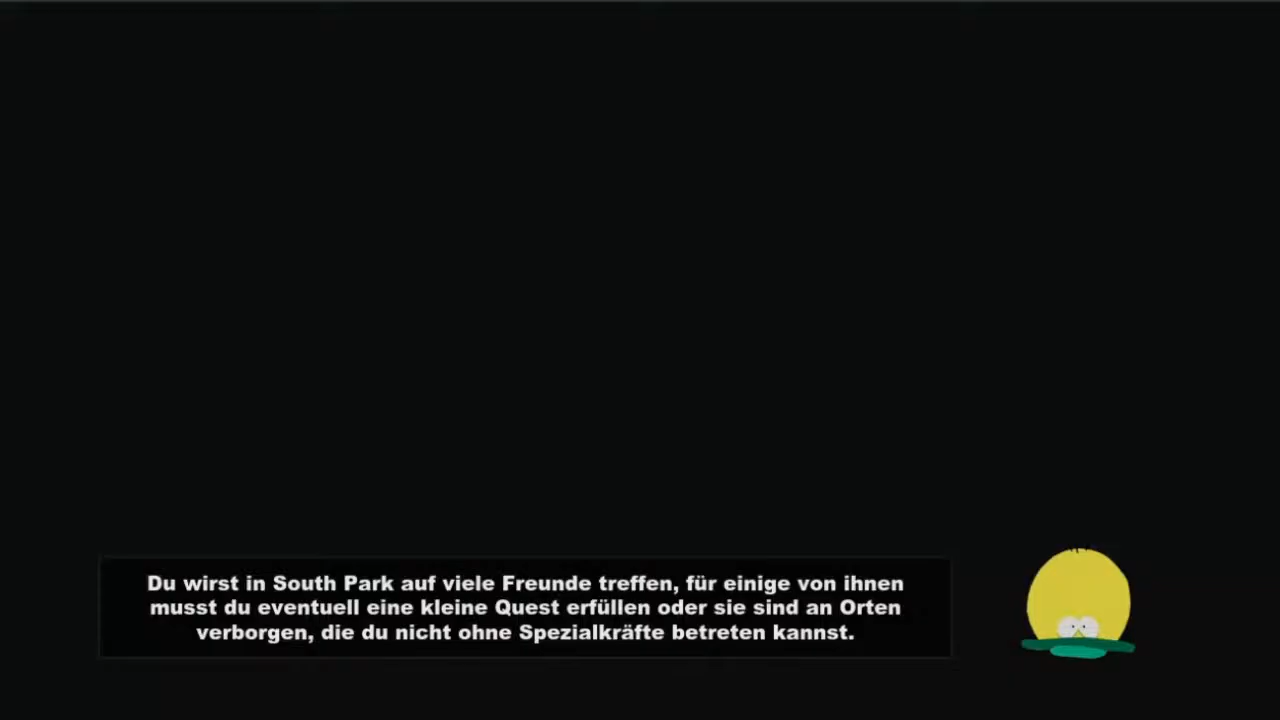 Du wirst in South Park auf viele Freunde treffen, für einige von ihnen
musst du eventuell eine kleine Quest erfüllen oder sie sind an Orten
verborgen, die du nicht ohne Spezialkräfte betreten kannst.